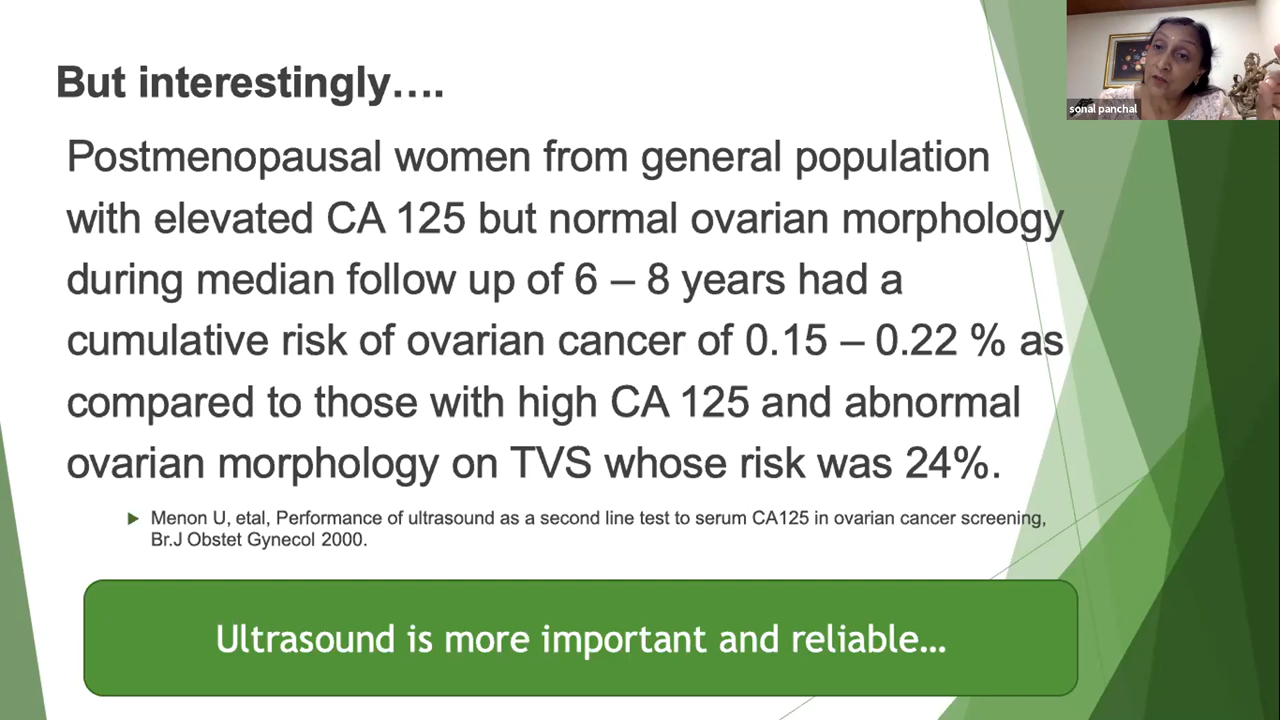 But interestingly….
sonal panchal
Postmenopausal women from general population
with elevated CA 125 but normal ovarian morphology
during median follow up of 6 – 8 years had a
cumulative risk of ovarian cancer of 0.15 – 0.22 % as
compared to those with high CA 125 and abnormal
ovarian morphology on TVS whose risk was 24%.
Menon U, etal, Performance of ultrasound as a second line test to serum CA125 in ovarian cancer screening,
Br.J Obstet Gynecol 2000.
Ultrasound is more important and reliable…